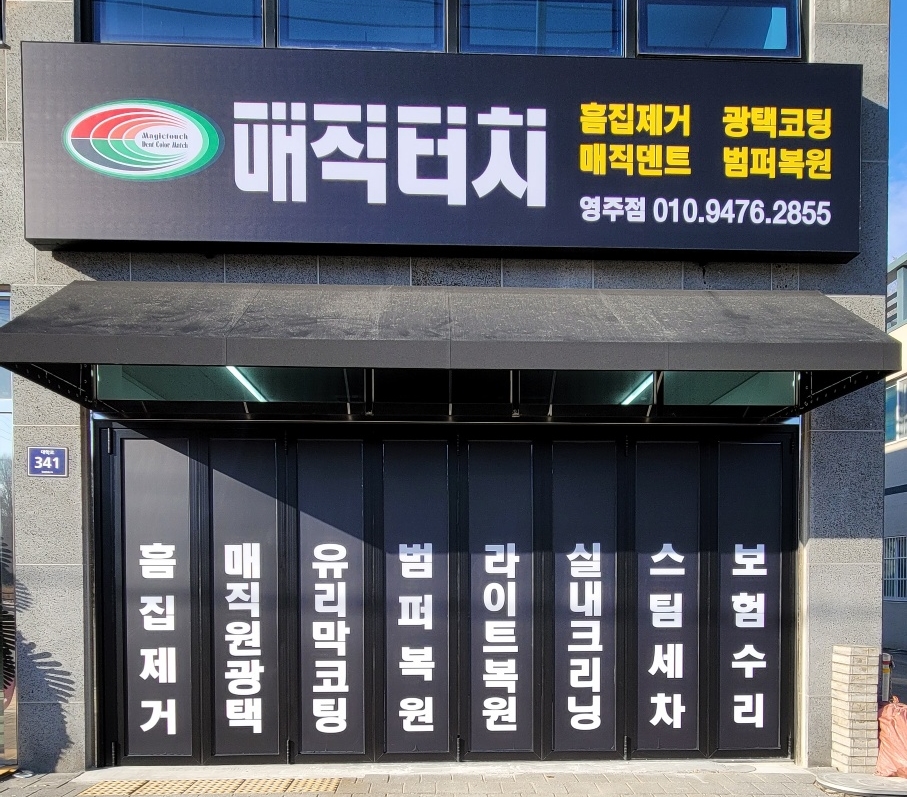 Magictouch
Dent Color Match
매직터치
흠집제거 광택코팅
매직덴트 범퍼복원
영주점 010.9476.2855
341
흠집제거
매직원광택
유리막코팅
범퍼복원
라이트복원
실내크리닝
스팀세차
보험수리